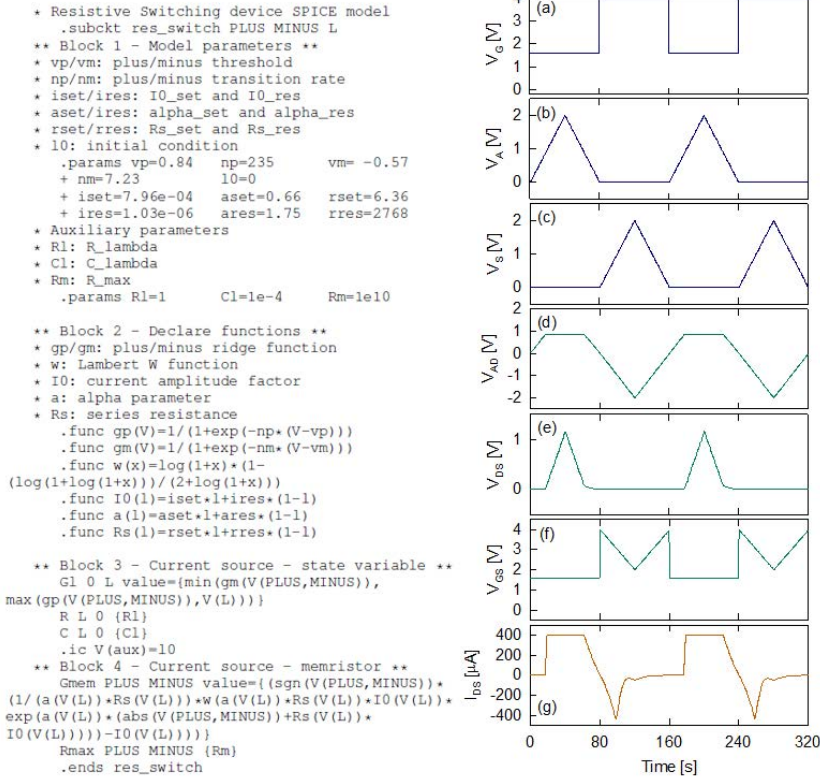 * Resistive Switching device SPICE model
.subckt res_switch PLUS MINUS L
** Block 1 - Model parameters **
* vp/vm: plus/minus threshold
* np/nm: plus/minus transition rate
* iset/ires: I0_set and I0_res
* aset/ires: alpha_set and alpha_res
* rset/rres: Rs_set and Rs_res
* l0: initial condition
.params vp=0.84 np=235 vm= -0.57
+ nm=7.23 l0=0
+ iset=7.96e-04 aset=0.66 rset=6.36
+ ires=1.03e-06 ares=1.75 rres=2768
* Auxiliary parameters
* Rl: R_lambda
* Cl: C_lambda
* Rm: R_max
.params Rl=1 Cl=1e-4 Rm=1e10
** Block 2 - Declare functions **
* gp/gm: plus/minus ridge function
* w: Lambert W function
* I0: current amplitude factor
* a: alpha parameter
* Rs: series resistance
.func gp(V)=1/(1+exp(-np*(V-vp)))
.func gm(V)=1/(1+exp(-nm*(V-vm)))
.func w(x)=log(1+x)*(1-
(log(1+log(1+x)))/(2+log(1+x)))
.func I0(l)=iset*l+ires*(1-l)
.func a(l)=aset*l+ares*(1-l)
.func Rs(l)=rset*l+rres*(1-l)
** Block 3 - Current source - state variable **
Gl 0 L value={min(gm(V(PLUS,MINUS)),
max(gp(V(PLUS,MINUS)),V(L)))}
R L 0 {Rl}
C L 0 {Cl}
.ic V(aux)=l0
** Block 4 - Current source - memristor **
Gmem PLUS MINUS value={(sgn(V(PLUS,MINUS))*
(1/(a(V(L))*Rs(V(L)))*w(a(V(L))*Rs(V(L))*I0(V(L))*
exp(a(V(L))*(abs(V(PLUS,MINUS))+Rs(V(L))*
I0(V(L)))))-I0(V(L))))}
Rmax PLUS MINUS {Rm}
.ends res_switch
(a)
V_G [V]
4
3
2
1
0
(b)
V_A [V]
2
1
0
(c)
V_S [V]
2
1
0
(d)
V_AD [V]
2
1
0
-1
-2
(e)
V_DS [V]
1
0
(f)
V_GS [V]
4
3
2
1
0
(g)
I_DS [µA]
400
200
0
-200
-400
0 80 160 240 320
Time [s]